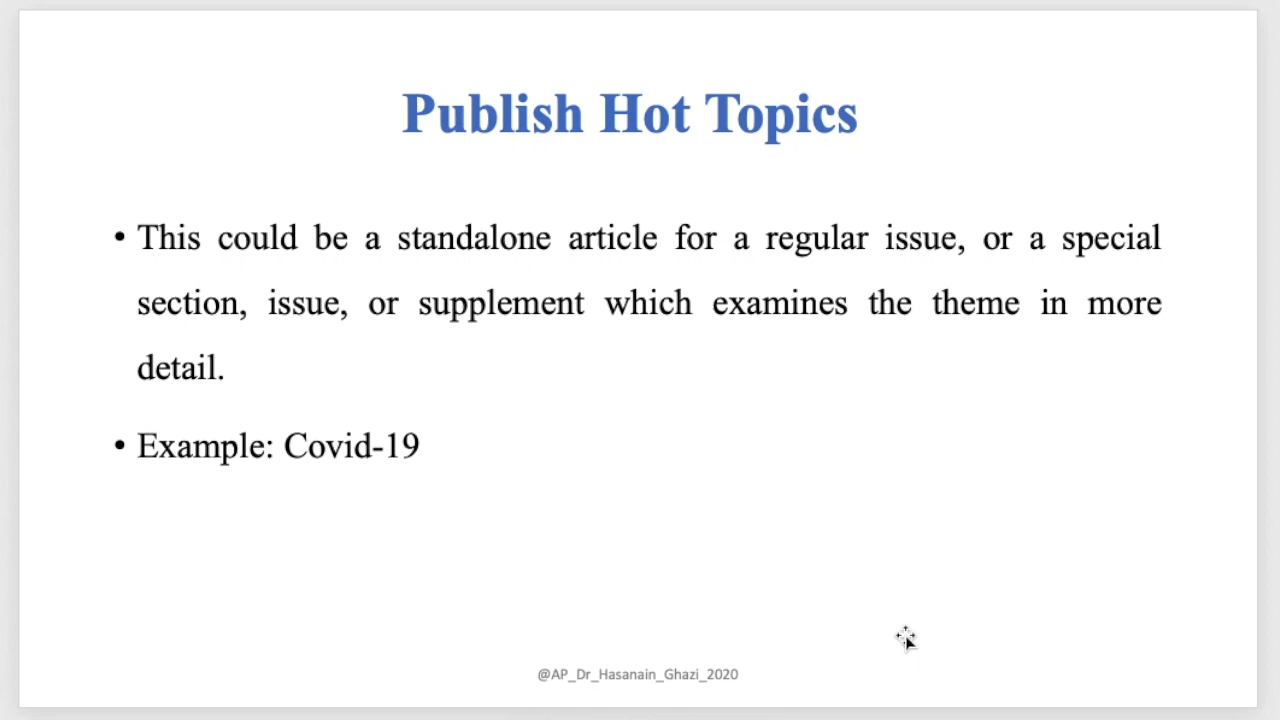 Publish Hot Topics
• This could be a standalone article for a regular issue, or a special
section, issue, or supplement which examines the theme in more
detail.
• Example: Covid-19
@AP_Dr_Hasanain_Ghazi_2020